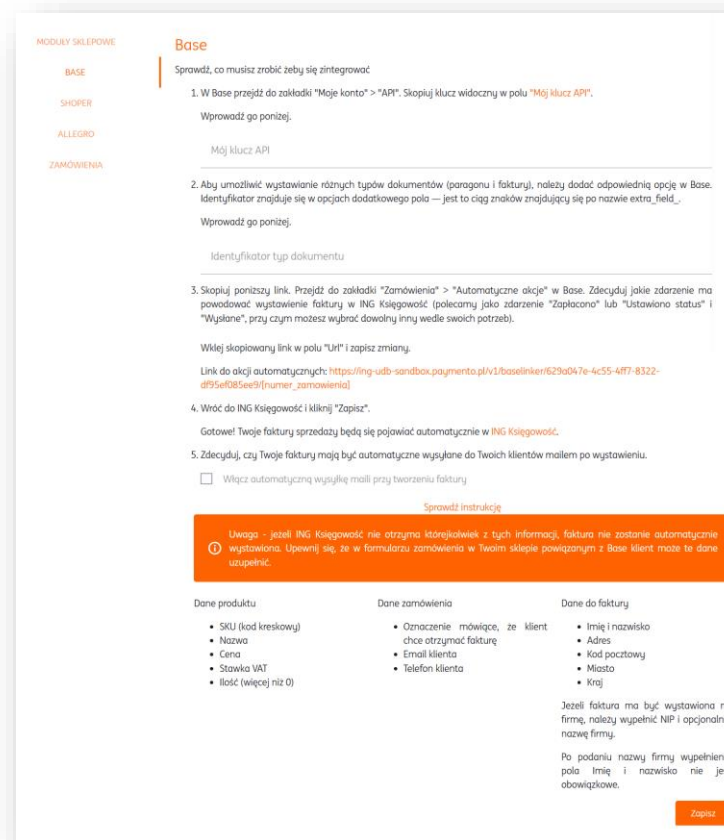 MODUŁY SKLEPOWE
BASE
SHOPER
ALLEGRO
ZAMÓWIENIA
Base
Sprawdź, co musisz zrobić żeby się zintegrować
1. W Base przejdź do zakładki "Moje konto" > "API". Skopiuj klucz widoczny w polu "Mój klucz API".
Wprowadź go poniżej.
Mój klucz API
2. Aby umożliwić wystawianie różnych typów dokumentów (paragonu i faktury), należy dodać odpowiednią opcję w Base.
Identyfikator znajduje się w opcjach dodatkowego pola — jest to ciąg znaków znajdujący się po nazwie extra_field_.
Wprowadź go poniżej.
Identyfikator typ dokumentu
3. Skopiuj poniższy link. Przejdź do zakładki "Zamówienia" > "Automatyczne akcje" w Base. Zdecyduj jakie zdarzenie ma
powodować wystawienie faktury w ING Księgowość (polecamy jako zdarzenie "Zapłacono" lub "Ustawiono status" i
"Wysłane", przy czym możesz wybrać dowolny inny wedle swoich potrzeb).
Wklej skopiowany link w polu "Url" i zapisz zmiany.
Link do akcji automatycznych: https://ing-udb-sandbox.paymento.pl/v1/baselinker/629a047e-4c55-4ff7-8322-
df95ef085ee9/[numer_zamowienia]
4. Wróć do ING Księgowość i kliknij "Zapisz".
Gotowe! Twoje faktury sprzedaży będą się pojawiać automatycznie w ING Księgowość.
5. Zdecyduj, czy Twoje faktury mają być automatyczne wysyłane do Twoich klientów mailem po wystawieniu.
Włącz automatyczną wysyłkę maili przy tworzeniu faktury
Sprawdź instrukcję
Uwaga - jeżeli ING Księgowość nie otrzyma którejkolwiek z tych informacji, faktura nie zostanie automatycznie
wystawiona. Upewnij się, że w formularzu zamówienia w Twoim sklepie powiązanym z Base klient może te dane
uzupełnić.
Dane produktu
• SKU (kod kreskowy)
• Nazwa
• Cena
• Stawka VAT
• Ilość (więcej niż 0)
Dane zamówienia
• Oznaczenie mówiące, że klient
chce otrzymać fakturę
• Email klienta
• Telefon klienta
Dane do faktury
• Imię i nazwisko
• Adres
• Kod pocztowy
• Miasto
• Kraj
Jeżeli faktura ma być wystawiona n
firmę, należy wypełnić NIP i opcjonaln
nazwę firmy.
Po podaniu nazwy firmy wypełnien
pola Imię i nazwisko nie je
obowiązkowe.
Zapisz